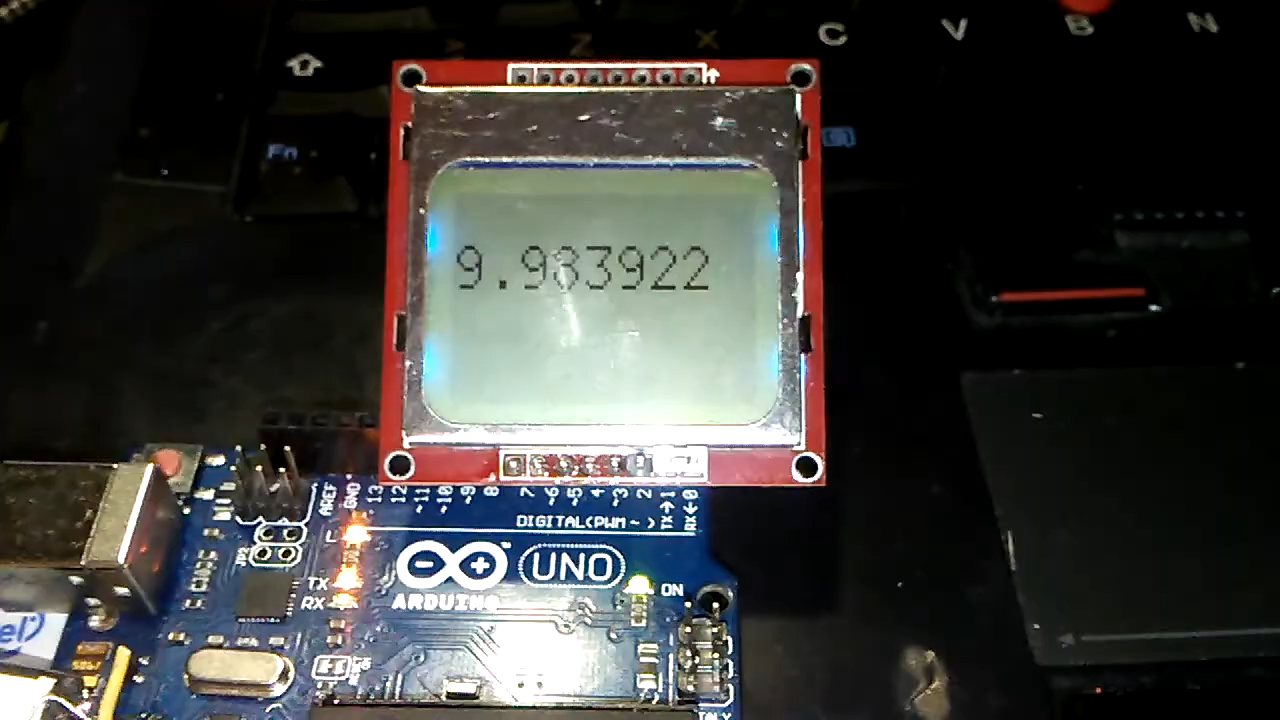 Z X C V B N
Fn
9.983922
AREF GND 13 12 ~11 ~10 ~9 8 7 ~6 ~5 4 ~3 2 TX→1 RX←0
DIGITAL(PWM ~)
L
UNO
TX
ON
RX
ARDUINO